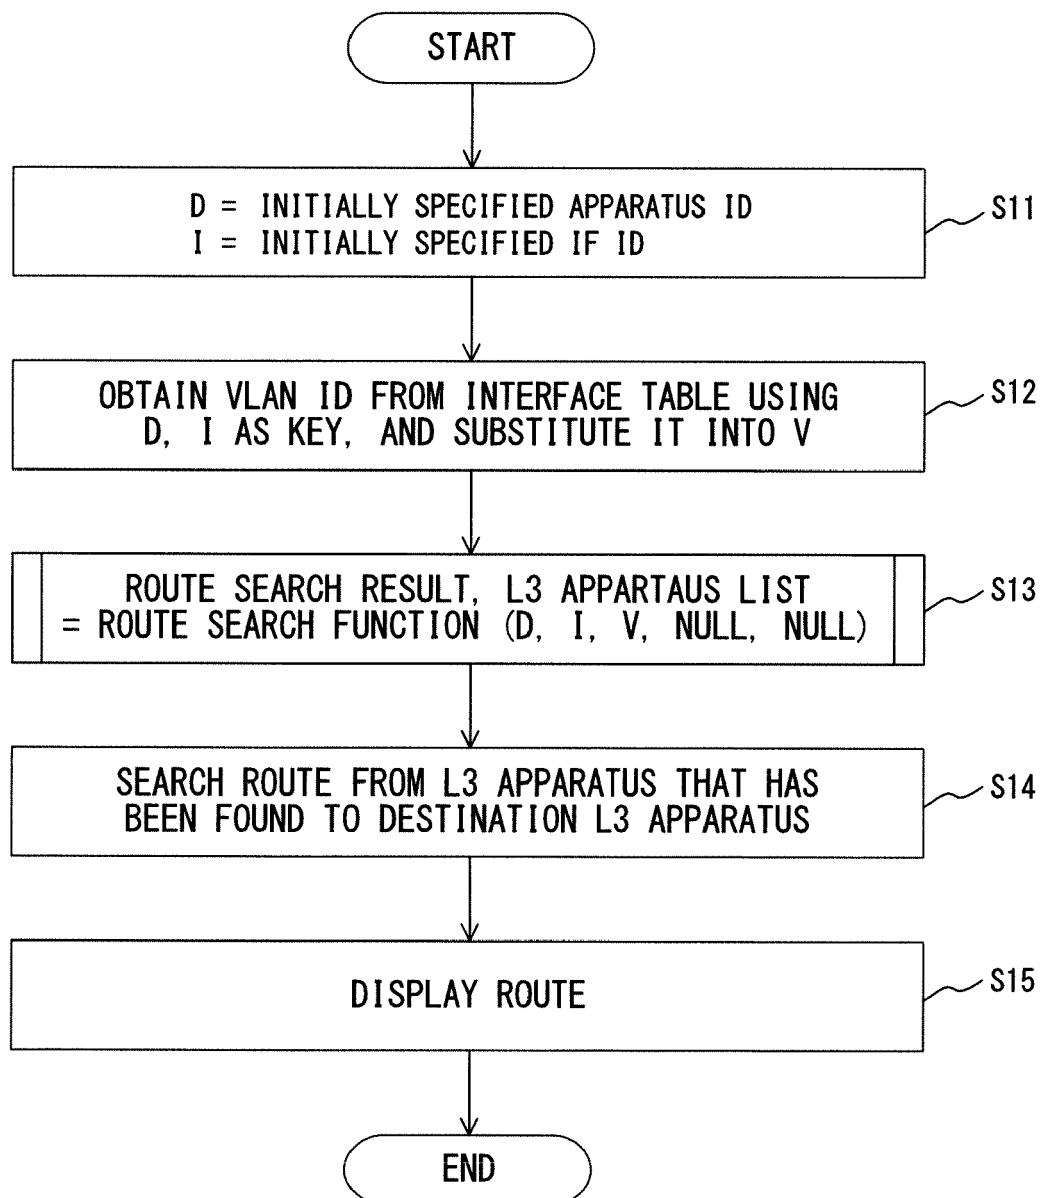 START
D = INITIALLY SPECIFIED APPARATUS ID
I = INITIALLY SPECIFIED IF ID
S11
OBTAIN VLAN ID FROM INTERFACE TABLE USING
D, I AS KEY, AND SUBSTITUTE IT INTO V
S12
ROUTE SEARCH RESULT, L3 APPARTAUS LIST
= ROUTE SEARCH FUNCTION (D, I, V, NULL, NULL)
S13
SEARCH ROUTE FROM L3 APPARATUS THAT HAS
BEEN FOUND TO DESTINATION L3 APPARATUS
S14
DISPLAY ROUTE
S15
END